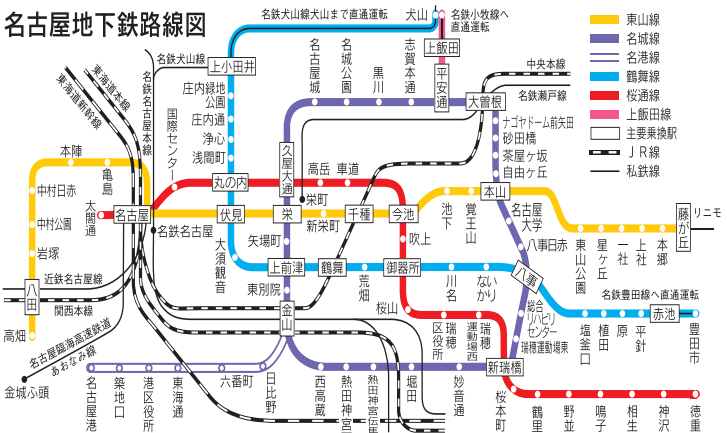 名古屋地下鉄路線図
名鉄犬山線犬山まで直通運転
犬山
名鉄小牧線へ
直通運転
東山線
名城線
名港線
鶴舞線
桜通線
上飯田線
主要乗換駅
ＪＲ線
私鉄線
上飯田
平安通
中央本線
名鉄瀬戸線
大曽根
ナゴヤドーム前矢田
砂田橋
茶屋ヶ坂
自由ヶ丘
名古屋城
名城公園
黒川
志賀本通
名鉄犬山線
上小田井
庄内緑地
公園
庄内通
浄心
浅間町
東海道本線
東海道新幹線
名鉄名古屋本線
国際センター
久屋大通
丸の内
高岳
車道
本陣
亀島
中村日赤
中村公園
岩塚
太閤通
名古屋
伏見
栄
栄町
新栄町
千種
今池
池下
覚王山
本山
名古屋
大学
東山公園
星ヶ丘
一社
上社
本郷
藤が丘
リニモ
名鉄名古屋
大須観音
矢場町
吹上
八事日赤
上前津
鶴舞
御器所
荒畑
川名
いりなか
八事
東別院
近鉄名古屋線
八田
関西本線
高畑
名古屋臨海高速鉄道
あおなみ線
金城ふ頭
金山
桜山
瑞穂
区役所
瑞穂
運動場西
総合
リハビリ
センター
瑞穂運動場東
新瑞橋
名鉄豊田線へ直通運転
赤池
塩釜口
植田
原
平針
豊田市
名古屋港
築地口
港区役所
東海通
六番町
日比野
西高蔵
熱田神宮
熱田神宮伝馬
堀田
妙音通
桜本町
鶴里
野並
鳴子
相生
神沢
徳重